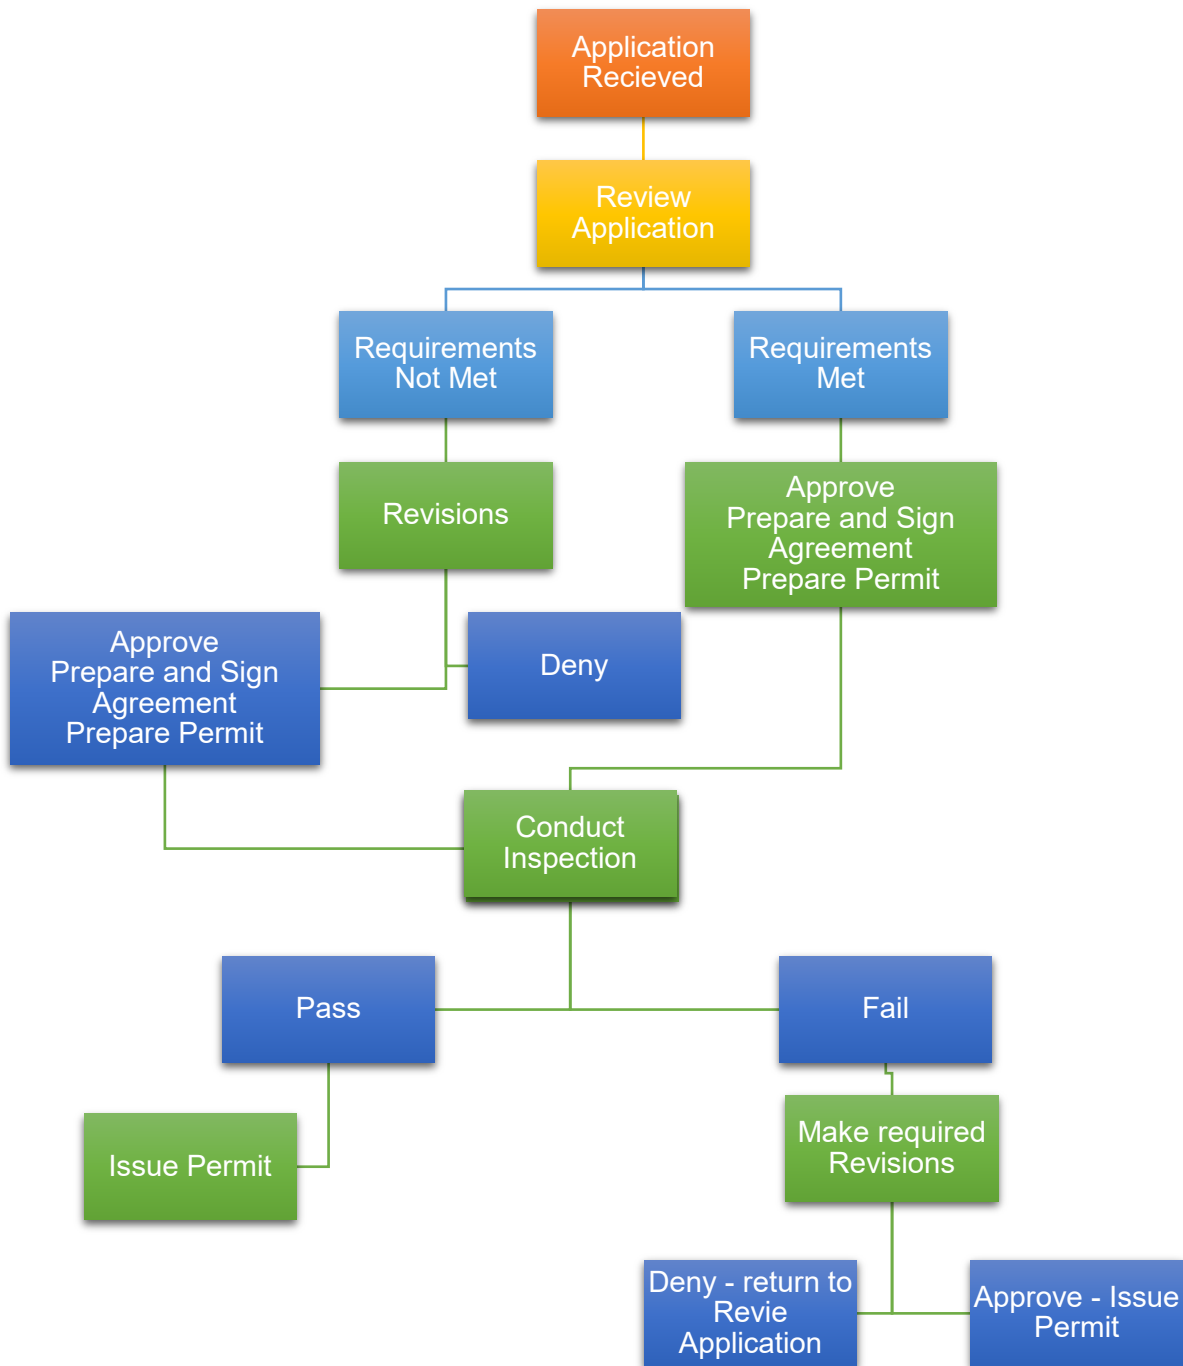 Application
Recieved
Review
Application
Requirements
Not Met
Requirements
Met
Revisions
Approve
Prepare and Sign
Agreement
Prepare Permit
Approve
Prepare and Sign
Agreement
Prepare Permit
Deny
Conduct
Inspection
Pass
Fail
Issue Permit
Make required
Revisions
Deny - return to
Revie
Application
Approve - Issue
Permit